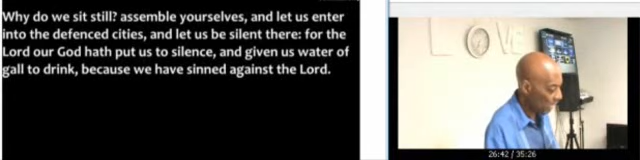 Why do we sit still? assemble yourselves, and let us enter
into the defenced cities, and let us be silent there: for the
Lord our God hath put us to silence, and given us water of
gall to drink, because we have sinned against the Lord.
LOVE
26:42 / 35:26